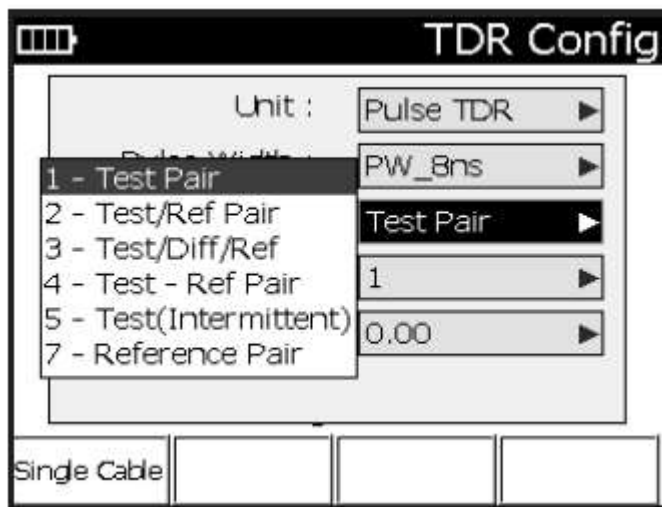 TDR Config
Unit : Pulse TDR ▶
PW_8ns ▶
1 - Test Pair
2 - Test/Ref Pair
Test Pair ▶
3 - Test/Diff/Ref
4 - Test - Ref Pair
1 ▶
5 - Test(Intermittent)
0.00 ▶
7 - Reference Pair
Single Cable